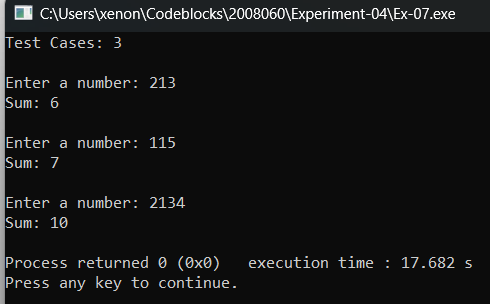 C:\Users\xenon\Codeblocks\2008060\Experiment-04\Ex-07.exe
Test Cases: 3
Enter a number: 213
Sum: 6
Enter a number: 115
Sum: 7
Enter a number: 2134
Sum: 10
Process returned 0 (0x0)   execution time : 17.682 s
Press any key to continue.